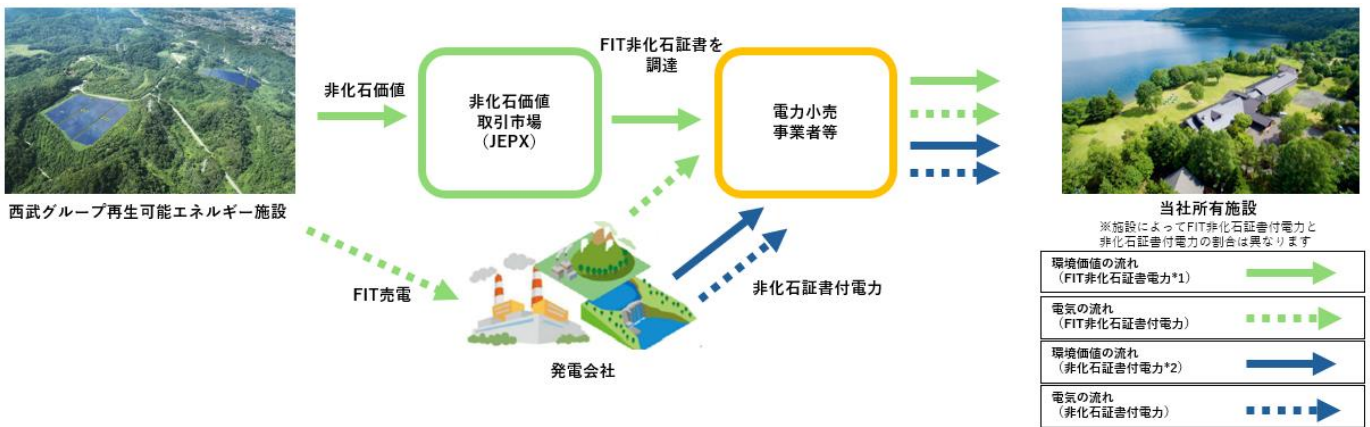 非化石価値
非化石価値
取引市場
（JEPX）
FIT非化石証書を
調達
電力小売
事業者等
西武グループ再生可能エネルギー施設
FIT売電
発電会社
非化石証書付電力
当社所有施設
※施設によってFIT非化石証書付電力と
非化石証書付電力の割合は異なります
環境価値の流れ
（FIT非化石証書電力*1）
電気の流れ
（FIT非化石証書付電力）
環境価値の流れ
（非化石証書付電力*2）
電気の流れ
（非化石証書付電力）